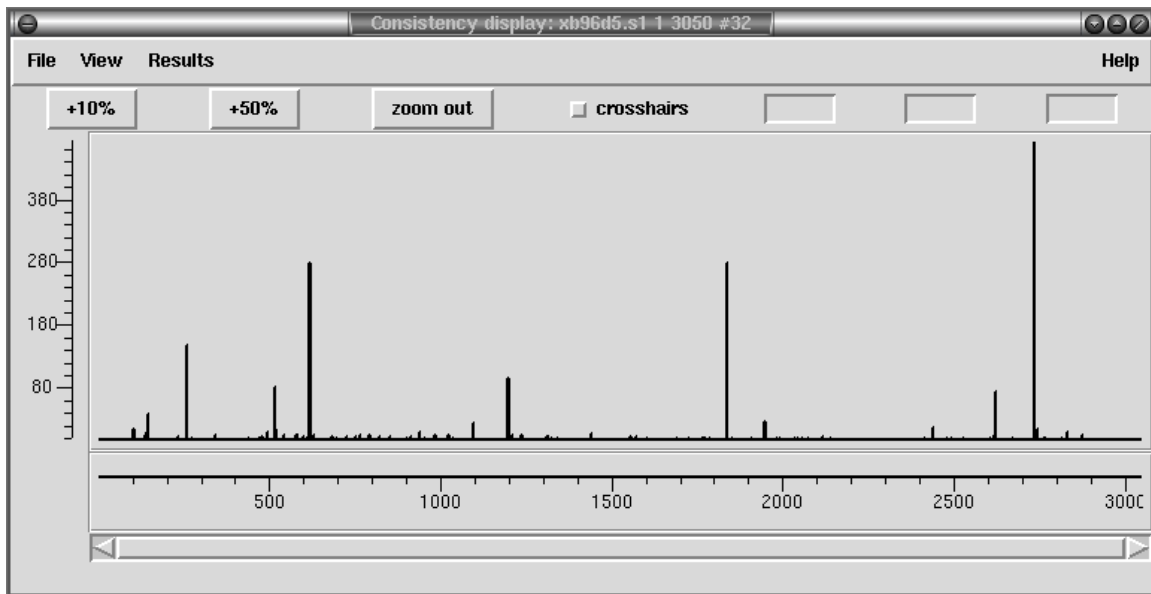 Consistency display: xb96d5.s1 1 3050 #32
File View Results Help
+10% +50% zoom out crosshairs
380
280
180
80
500 1000 1500 2000 2500 3000